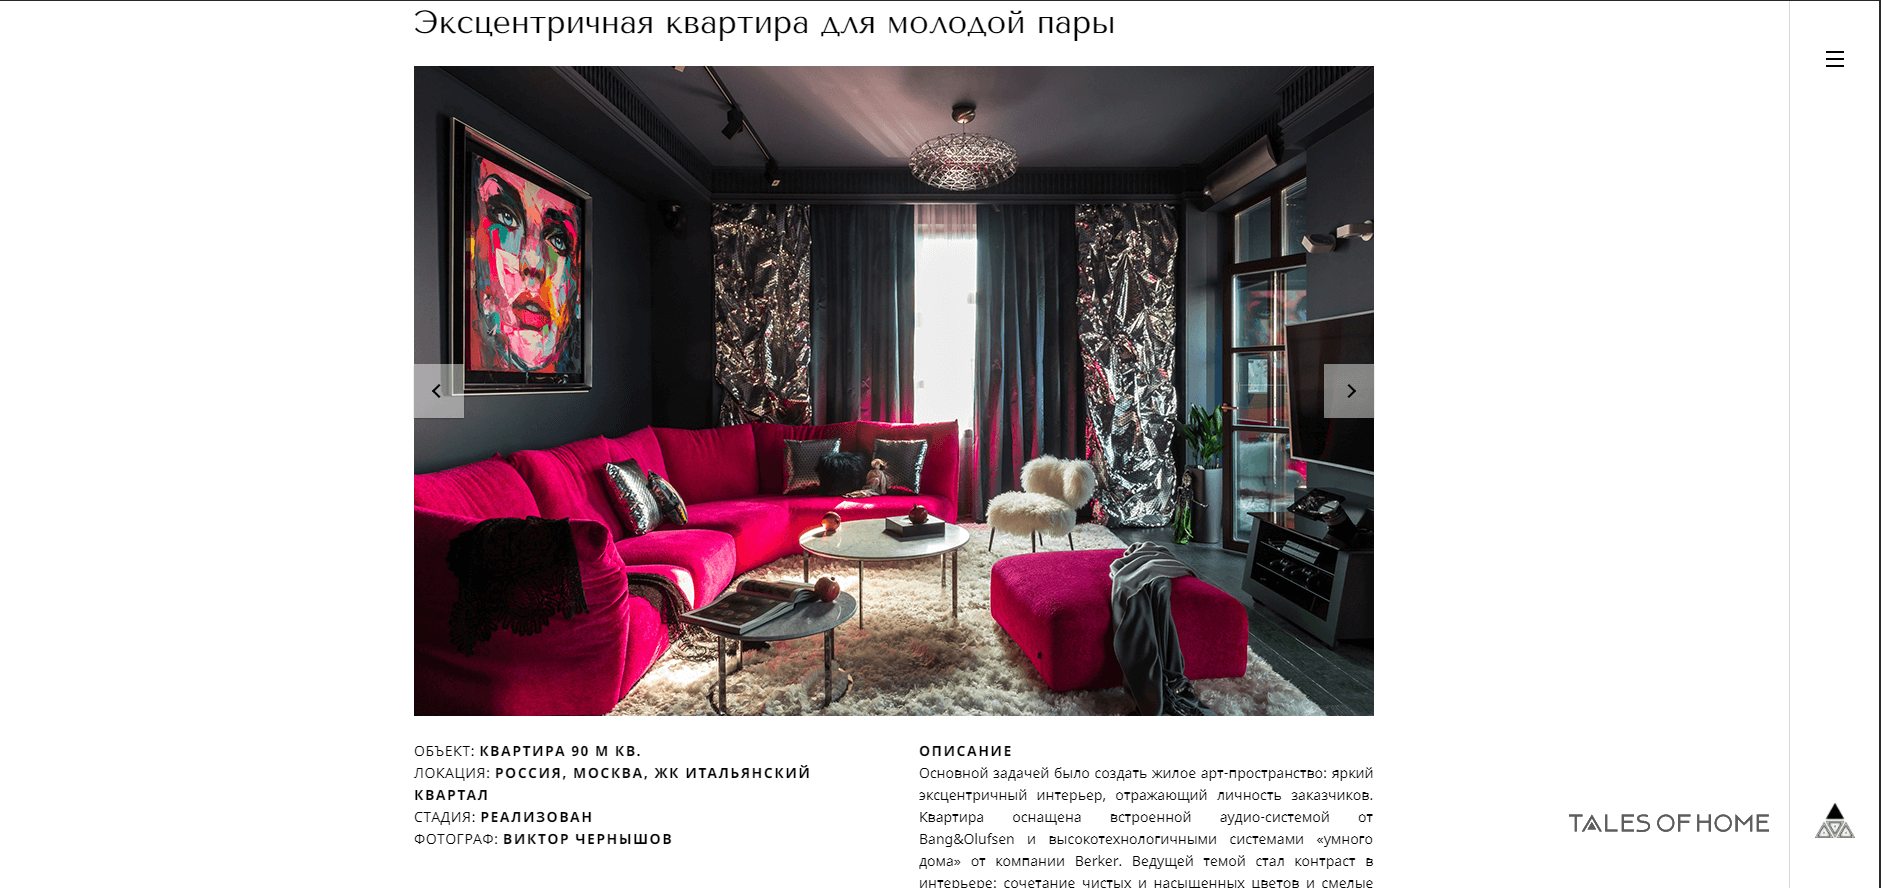 Эксцентричная квартира для молодой пары
ОБЪЕКТ: КВАРТИРА 90 М КВ.
ЛОКАЦИЯ: РОССИЯ, МОСКВА, ЖК ИТАЛЬЯНСКИЙ
КВАРТАЛ
СТАДИЯ: РЕАЛИЗОВАН
ФОТОГРАФ: ВИКТОР ЧЕРНЫШОВ
ОПИСАНИЕ
Основной задачей было создать жилое арт-пространство: яркий
эксцентричный интерьер, отражающий личность заказчиков.
Квартира оснащена встроенной аудио-системой от
Bang&Olufsen и высокотехнологичными системами «умного
дома» от компании Berker. Ведущей темой стал контраст в
интерьере: сочетание чистых и насыщенных цветов и смелые
TALES OF HOME